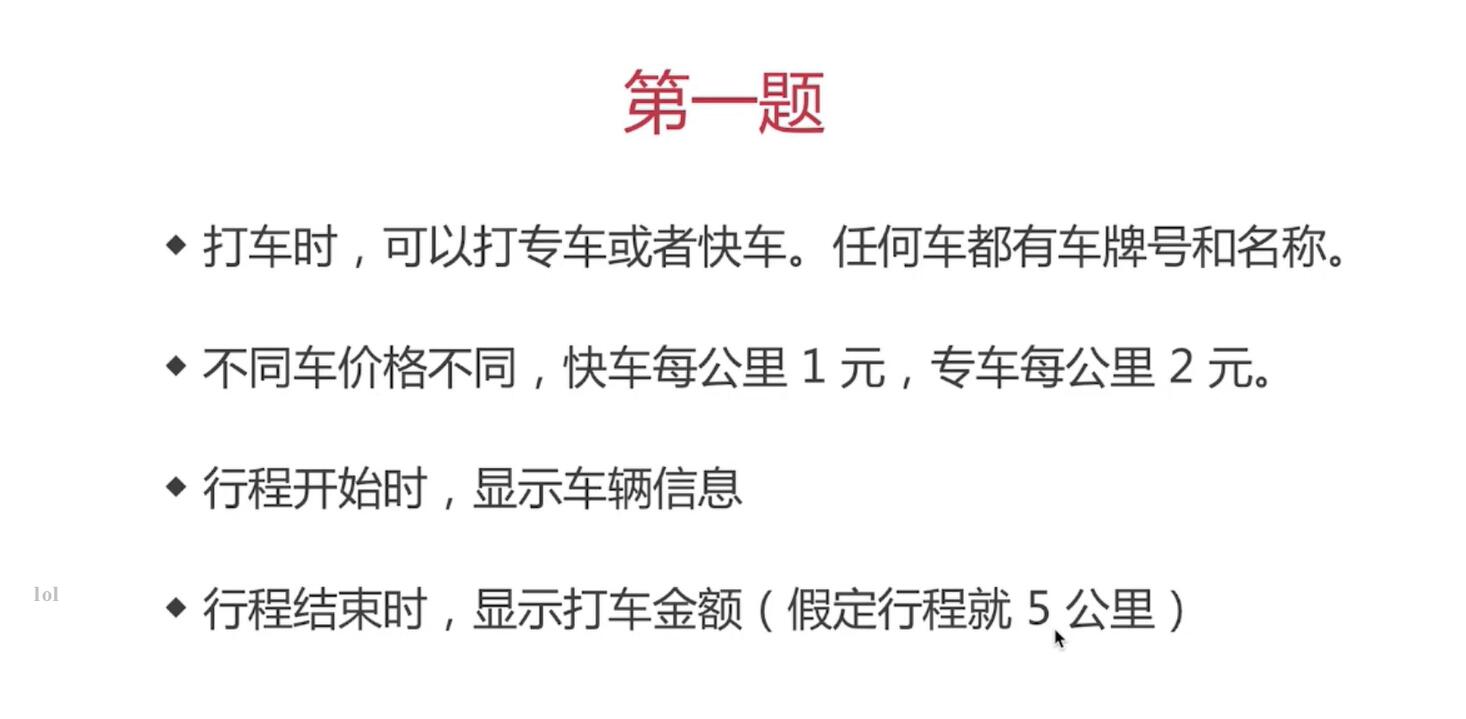 第一题
◆ 打车时，可以打专车或者快车。任何车都有车牌号和名称。
◆ 不同车价格不同，快车每公里 1 元，专车每公里 2 元。
◆ 行程开始时，显示车辆信息
◆ 行程结束时，显示打车金额（假定行程就 5 公里）
lol